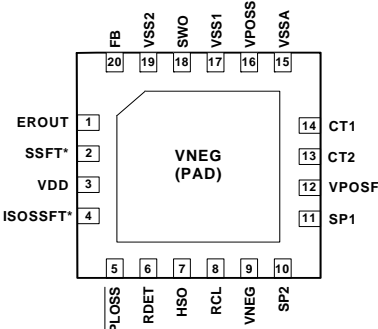 FB
VSS2
SWO
VSS1
VPOSS
VSSA
20
19
18
17
16
15
EROUT 1
SSFT* 2
VDD 3
ISOSSFT* 4
VNEG
(PAD)
14 CT1
13 CT2
12 VPOSF
11 SP1
5
6
7
8
9
10
PLOSS
RDET
HSO
RCL
VNEG
SP2